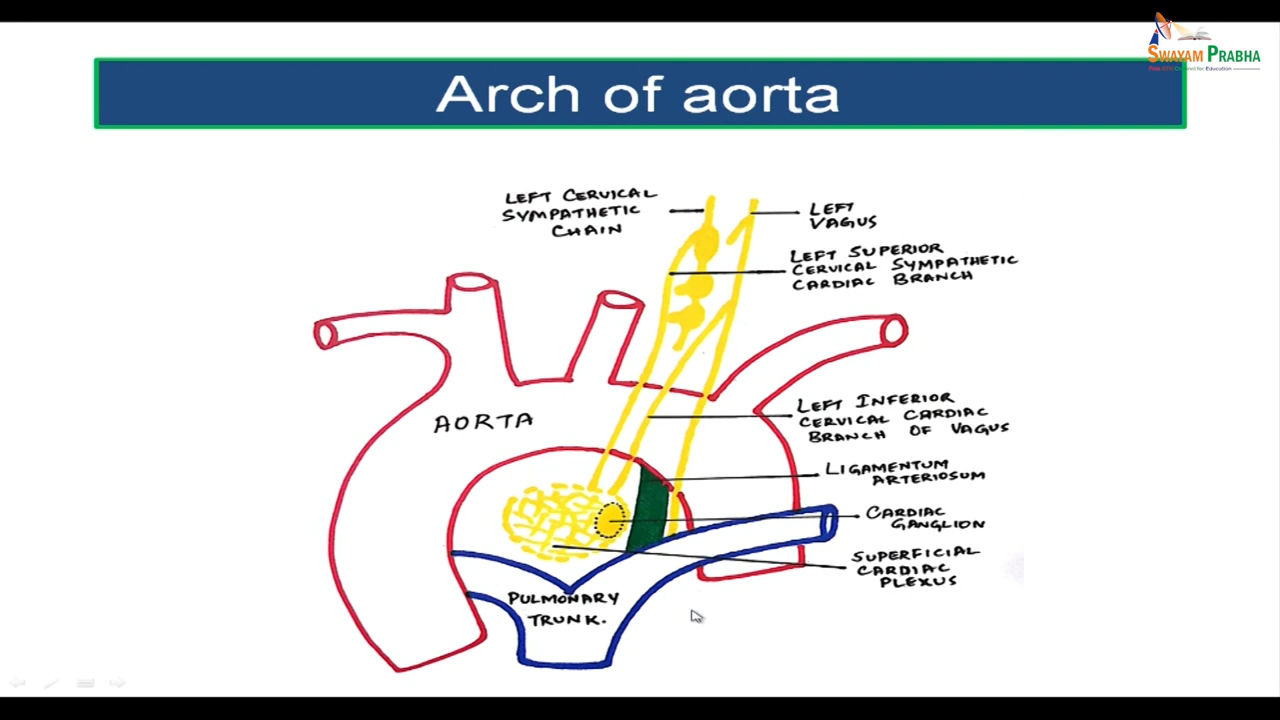 SWAYAM PRABHA
Arch of aorta
LEFT CERVICAL
SYMPATHETIC
CHAIN
LEFT
VAGUS
LEFT SUPERIOR
CERVICAL SYMPATHETIC
CARDIAC BRANCH
AORTA
LEFT INFERIOR
CERVICAL CARDIAC
BRANCH OF VAGUS
LIGAMENTUM
ARTERIOSUM
CARDIAC
GANGLION
SUPERFICIAL
CARDIAC
PLEXUS
PULMONARY
TRUNK.